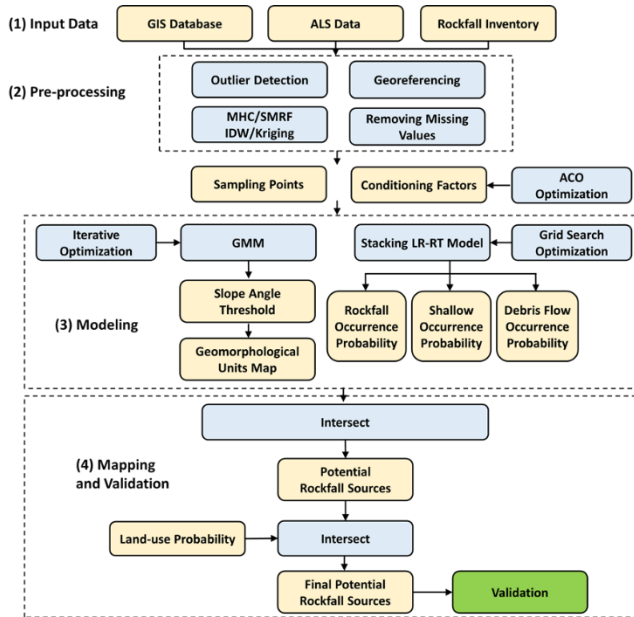 (1) Input Data
GIS Database
ALS Data
Rockfall Inventory
(2) Pre-processing
Outlier Detection
Georeferencing
MHC/SMRF
IDW/Kriging
Removing Missing
Values
Sampling Points
Conditioning Factors
ACO
Optimization
Iterative
Optimization
GMM
Stacking LR-RT Model
Grid Search
Optimization
(3) Modeling
Slope Angle
Threshold
Geomorphological
Units Map
Rockfall
Occurrence
Probability
Shallow
Occurrence
Probability
Debris Flow
Occurrence
Probability
(4) Mapping
and Validation
Intersect
Potential
Rockfall Sources
Land-use Probability
Intersect
Final Potential
Rockfall Sources
Validation